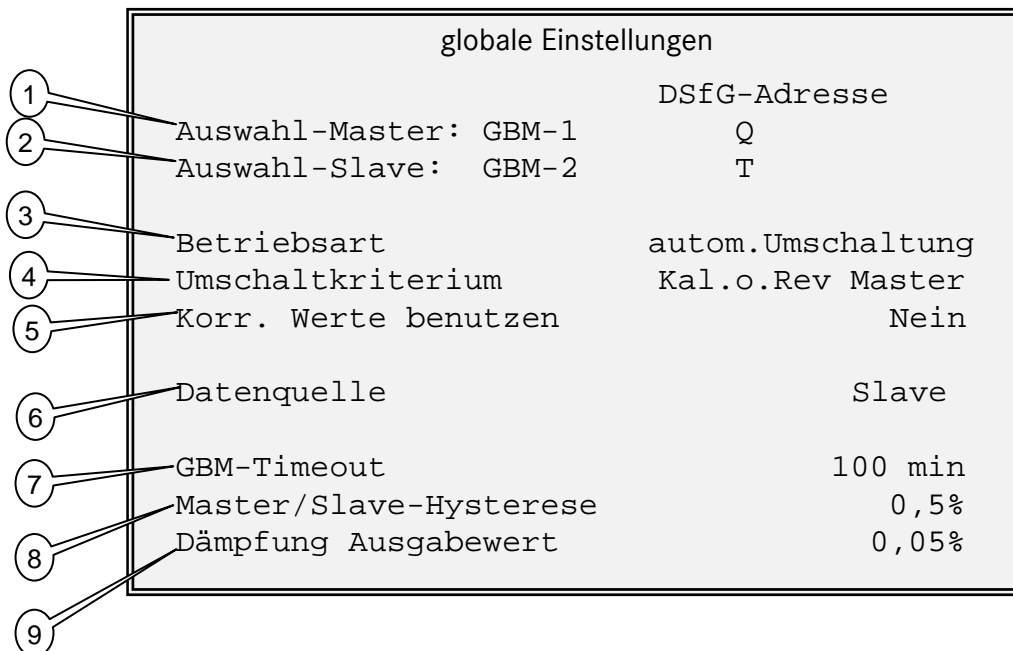 globale Einstellungen
DSfG-Adresse
1
Auswahl-Master: GBM-1 Q
2
Auswahl-Slave: GBM-2 T
3
Betriebsart autom.Umschaltung
4
Umschaltkriterium Kal.o.Rev Master
5
Korr. Werte benutzen Nein
6
Datenquelle Slave
7
GBM-Timeout 100 min
8
Master/Slave-Hysterese 0,5%
9
Dämpfung Ausgabewert 0,05%